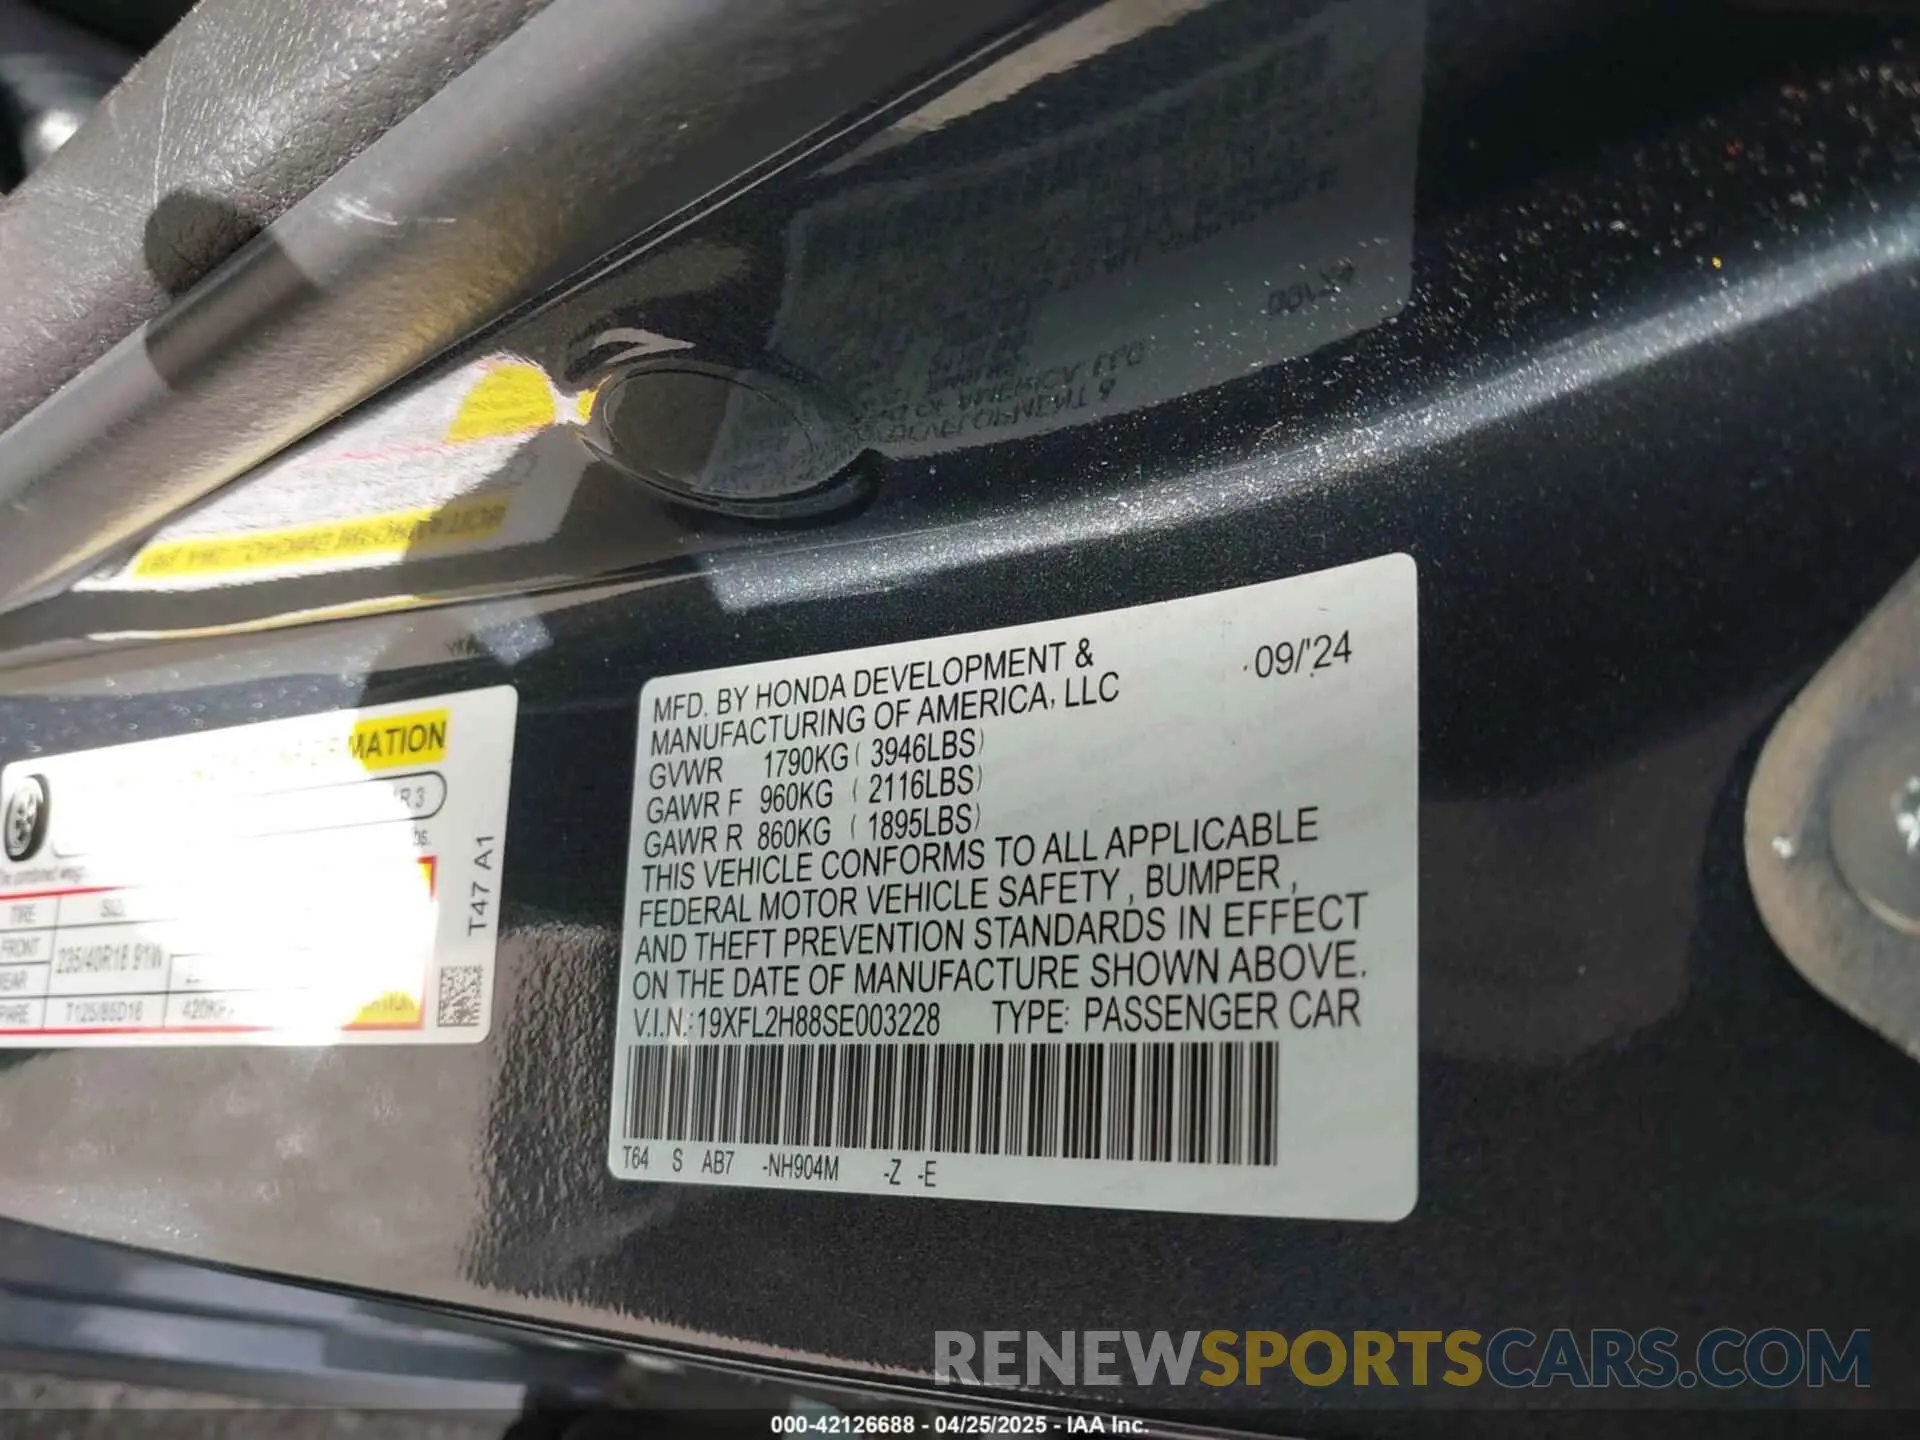 MFD. BY HONDA DEVELOPMENT & 09/'24
MANUFACTURING OF AMERICA, LLC
GVWR 1790KG ( 3946LBS)
GAWR F 960KG ( 2116LBS)
GAWR R 860KG ( 1895LBS)
THIS VEHICLE CONFORMS TO ALL APPLICABLE
FEDERAL MOTOR VEHICLE SAFETY , BUMPER ,
AND THEFT PREVENTION STANDARDS IN EFFECT
ON THE DATE OF MANUFACTURE SHOWN ABOVE.
V.I.N.: 19XFL2H88SE003228 TYPE: PASSENGER CAR
T64 S AB7 -NH904M -Z -E
MATION
R 3
lbs.
TIRE
FRONT 235/40R18 91W
T125/85D16
T47 A1
RENEWSPORTSCARS.COM
000-42126688 - 04/25/2025 - IAA Inc.